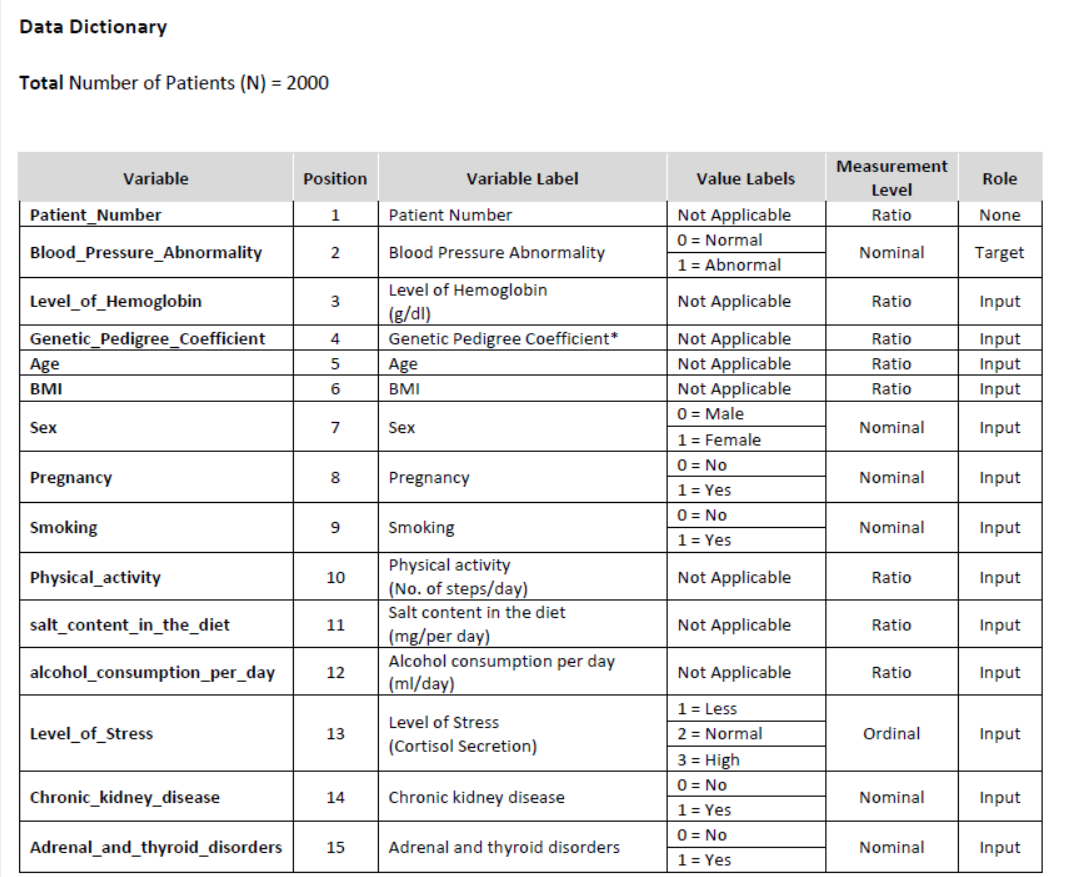 Data Dictionary
Total Number of Patients (N) = 2000
Variable Position Variable Label Value Labels Measurement Level Role
Patient_Number 1 Patient Number Not Applicable Ratio None
Blood_Pressure_Abnormality 2 Blood Pressure Abnormality 0 = Normal Nominal Target
1 = Abnormal
Level_of_Hemoglobin 3 Level of Hemoglobin Not Applicable Ratio Input
(g/dl)
Genetic_Pedigree_Coefficient 4 Genetic Pedigree Coefficient* Not Applicable Ratio Input
Age 5 Age Not Applicable Ratio Input
BMI 6 BMI Not Applicable Ratio Input
Sex 7 Sex 0 = Male Nominal Input
1 = Female
Pregnancy 8 Pregnancy 0 = No Nominal Input
1 = Yes
Smoking 9 Smoking 0 = No Nominal Input
1 = Yes
Physical_activity 10 Physical activity Not Applicable Ratio Input
(No. of steps/day)
salt_content_in_the_diet 11 Salt content in the diet Not Applicable Ratio Input
(mg/per day)
alcohol_consumption_per_day 12 Alcohol consumption per day Not Applicable Ratio Input
(ml/day)
Level_of_Stress 13 Level of Stress 1 = Less Ordinal Input
(Cortisol Secretion) 2 = Normal
3 = High
Chronic_kidney_disease 14 Chronic kidney disease 0 = No Nominal Input
1 = Yes
Adrenal_and_thyroid_disorders 15 Adrenal and thyroid disorders 0 = No Nominal Input
1 = Yes